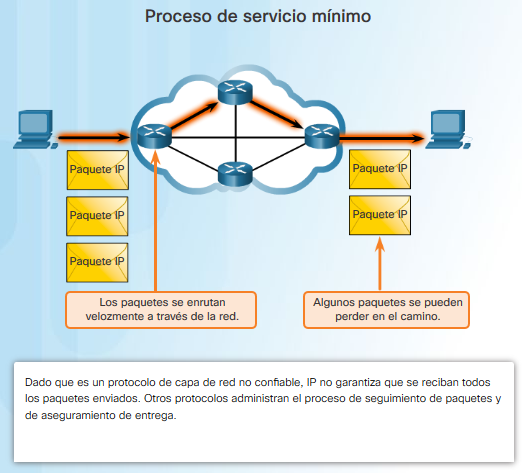 Proceso de servicio mínimo
Paquete IP
Paquete IP
Paquete IP
Paquete IP
Paquete IP
Los paquetes se enrutan
velozmente a través de la red.
Algunos paquetes se pueden
perder en el camino.
Dado que es un protocolo de capa de red no confiable, IP no garantiza que se reciban todos
los paquetes enviados. Otros protocolos administran el proceso de seguimiento de paquetes y
de aseguramiento de entrega.